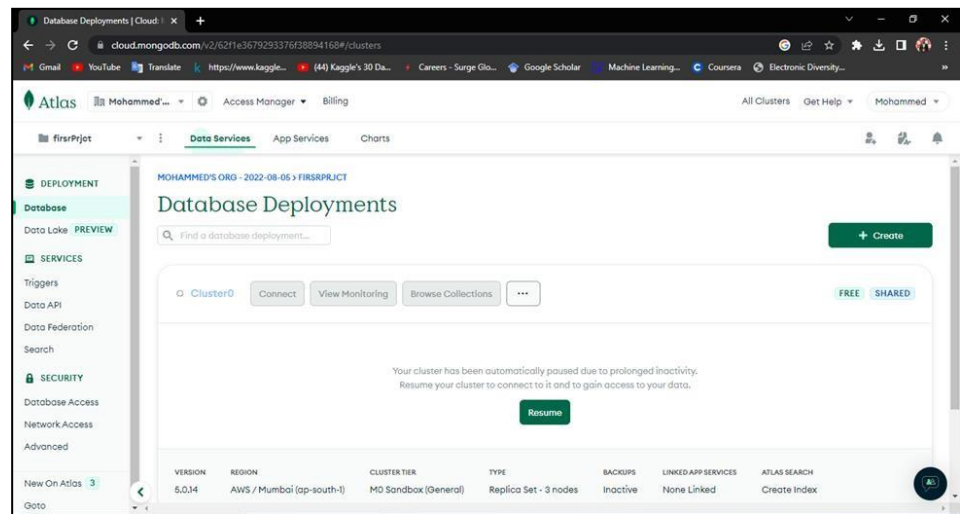 Database Deployments | Cloud:
cloud.mongodb.com/v2/62f1e3679293376f38894168#/clusters
Gmail YouTube Translate https://www.kaggle... (44) Kaggle's 30 Da... Careers - Surge Glo... Google Scholar Machine Learning... Coursera Electronic Diversity...
Atlas Mohammed'... Access Manager Billing All Clusters Get Help Mohammed
firsrPrjct Data Services App Services Charts
DEPLOYMENT
Database
Data Lake PREVIEW
SERVICES
Triggers
Data API
Data Federation
Search
SECURITY
Database Access
Network Access
Advanced
New On Atlas 3
Goto
MOHAMMED'S ORG - 2022-08-05 > FIRSRPRJCT
Database Deployments
Find a database deployment...
+ Create
Cluster0 Connect View Monitoring Browse Collections ... FREE SHARED
Your cluster has been automatically paused due to prolonged inactivity.
Resume your cluster to connect to it and to gain access to your data.
Resume
VERSION REGION CLUSTER TIER TYPE BACKUPS LINKED APP SERVICES ATLAS SEARCH
5.0.14 AWS / Mumbai (ap-south-1) M0 Sandbox (General) Replica Set - 3 nodes Inactive None Linked Create Index